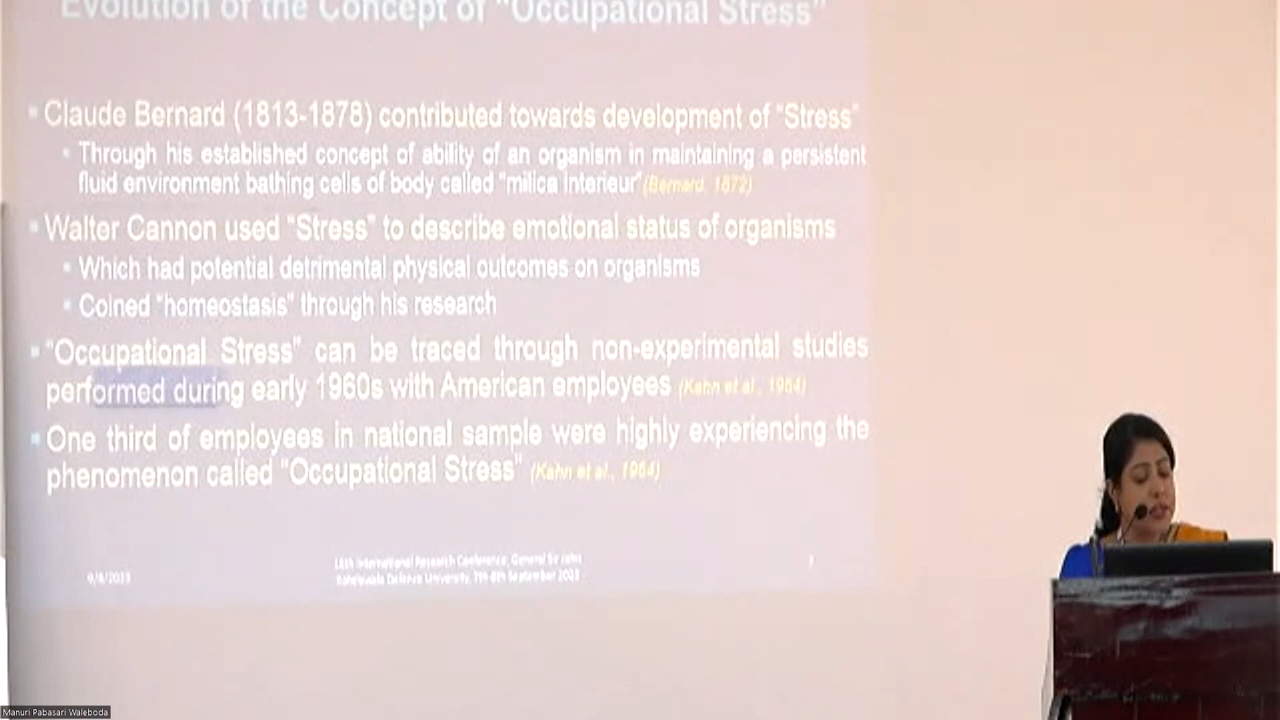 Evolution of the Concept of "Occupational Stress"
Claude Bernard (1813-1878) contributed towards development of "Stress"
Through his established concept of ability of an organism in maintaining a persistent
fluid environment bathing cells of body called "milica interieur" (Bernard, 1872)
Walter Cannon used "Stress" to describe emotional status of organisms
Which had potential detrimental physical outcomes on organisms
Coined "homeostasis" through his research
"Occupational Stress" can be traced through non-experimental studies
performed during early 1960s with American employees (Kahn et al., 1964)
One third of employees in national sample were highly experiencing the
phenomenon called "Occupational Stress" (Kahn et al., 1964)
16th International Research Conference, General Sir John
Kotelawala Defence University, 7th-8th September 2023
9/8/2023
Manuri Pabasari Waleboda